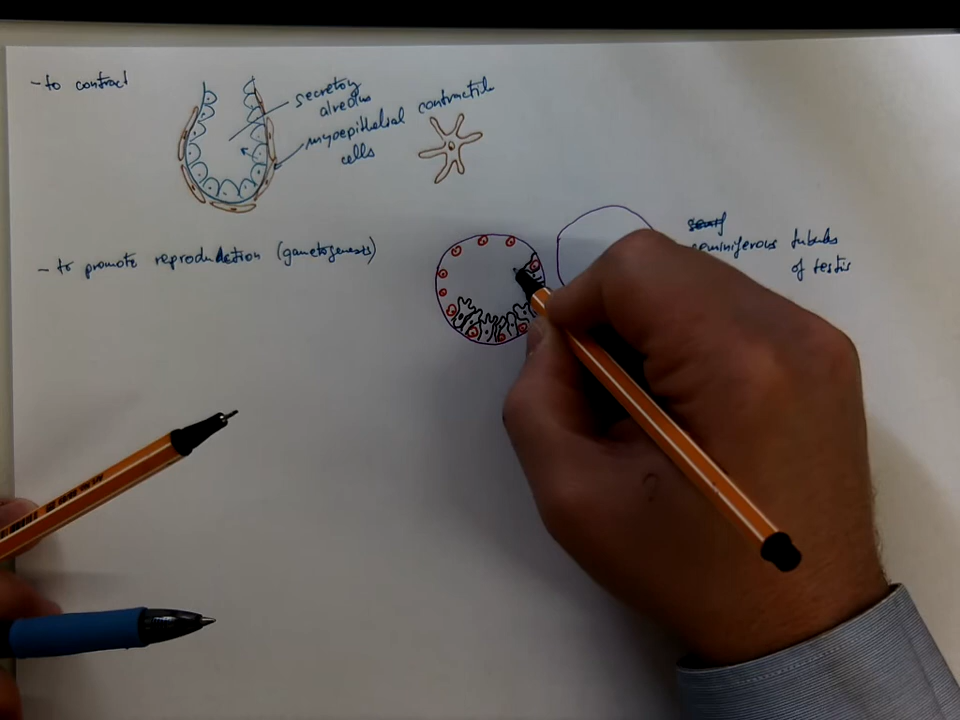 - to contract
secretory
alveolus
myoepithelial contractile
cells
- to promote reproduction (gametogenesis)
seminiferous tubules
of testis